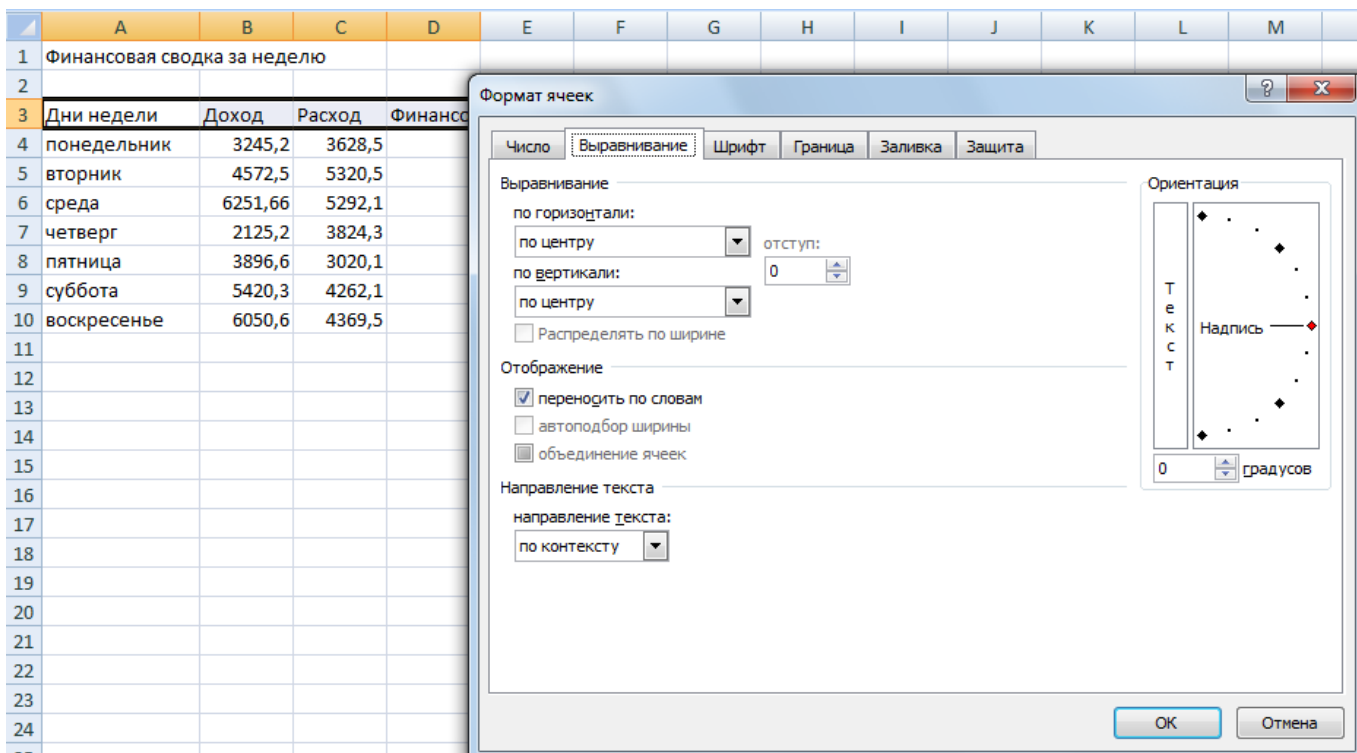 A B C D E F G H I J K L M
1 Финансовая сводка за неделю
2
3 Дни недели Доход Расход Финансо
4 понедельник 3245,2 3628,5
5 вторник 4572,5 5320,5
6 среда 6251,66 5292,1
7 четверг 2125,2 3824,3
8 пятница 3896,6 3020,1
9 суббота 5420,3 4262,1
10 воскресенье 6050,6 4369,5
11
12
13
14
15
16
17
18
19
20
21
22
23
24
Формат ячеек
Число Выравнивание Шрифт Граница Заливка Защита
Выравнивание
по горизонтали:
по центру
отступ:
0
по вертикали:
по центру
Распределять по ширине
Отображение
переносить по словам
автоподбор ширины
объединение ячеек
Направление текста
направление текста:
по контексту
Ориентация
Текст
Надпись
0 градусов
ОК Отмена